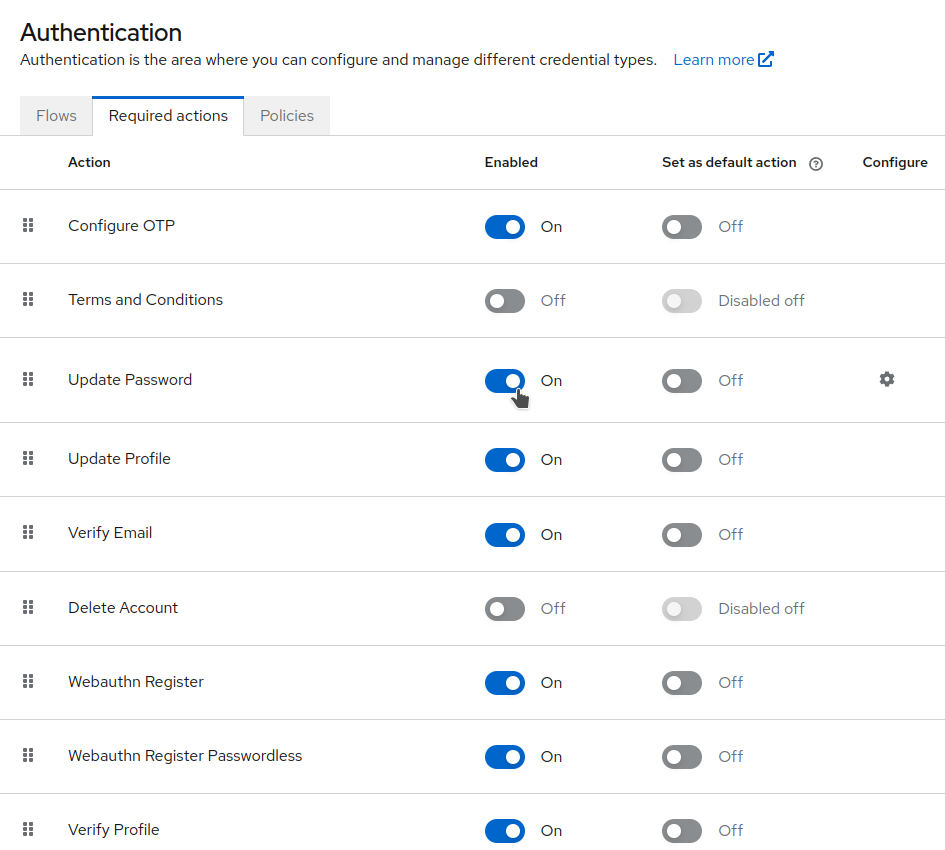 Authentication
Authentication is the area where you can configure and manage different credential types. Learn more
Flows Required actions Policies
Action Enabled Set as default action Configure
Configure OTP On Off
Terms and Conditions Off Disabled off
Update Password On Off
Update Profile On Off
Verify Email On Off
Delete Account Off Disabled off
Webauthn Register On Off
Webauthn Register Passwordless On Off
Verify Profile On Off